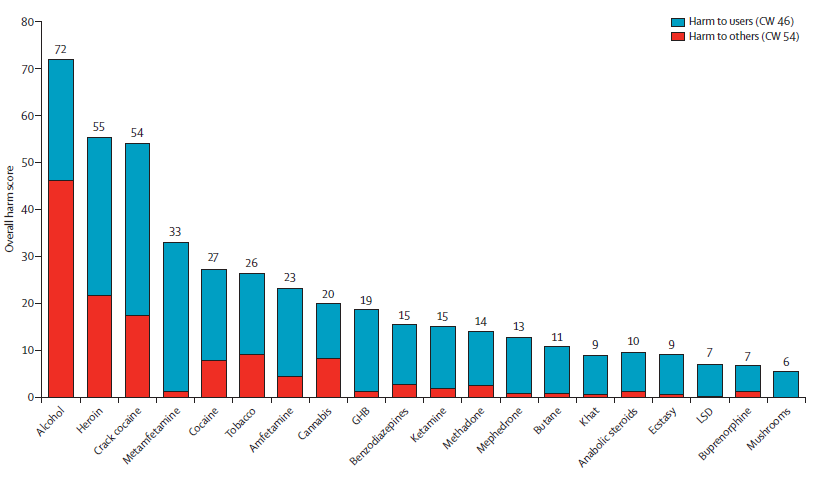 Harm to users (CW 46)
Harm to others (CW 54)
Overall harm score
80
70
60
50
40
30
20
10
0
72
55
54
33
27
26
23
20
19
15
15
14
13
11
9
10
9
7
7
6
Alcohol
Heroin
Crack cocaine
Metamfetamine
Cocaine
Tobacco
Amfetamine
Cannabis
GHB
Benzodiazepines
Ketamine
Methadone
Mephedrone
Butane
Khat
Anabolic steroids
Ecstasy
LSD
Buprenorphine
Mushrooms